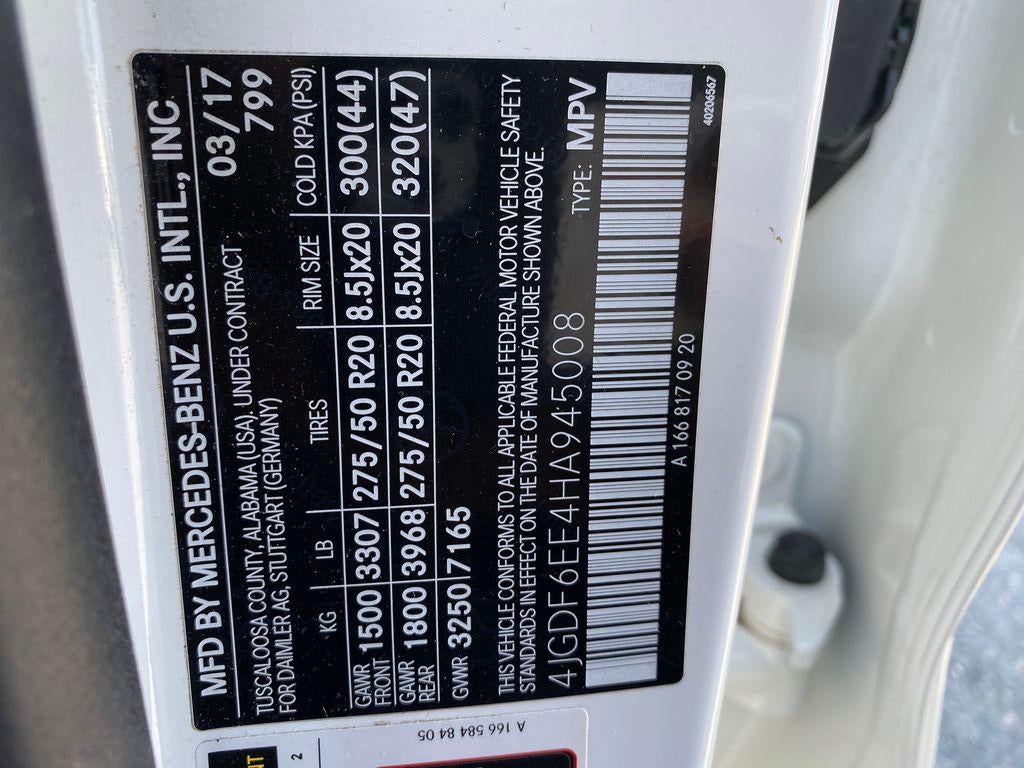 MFD BY MERCEDES-BENZ U.S. INTL., INC
TUSCALOOSA COUNTY, ALABAMA (USA). UNDER CONTRACT 03/17
FOR DAIMLER AG, STUTTGART (GERMANY) 799
KG LB TIRES RIM SIZE COLD KPA (PSI)
GAWR FRONT 1500 3307 275/50 R20 8.5Jx20 300(44)
GAWR REAR 1800 3968 275/50 R20 8.5Jx20 320(47)
GVWR 3250 7165
THIS VEHICLE CONFORMS TO ALL APPLICABLE FEDERAL MOTOR VEHICLE SAFETY
STANDARDS IN EFFECT ON THE DATE OF MANUFACTURE SHOWN ABOVE.
4JGDF6EE4HA945008 TYPE: MPV
A 166 817 09 20
40206567
A 166 584 84 05
2